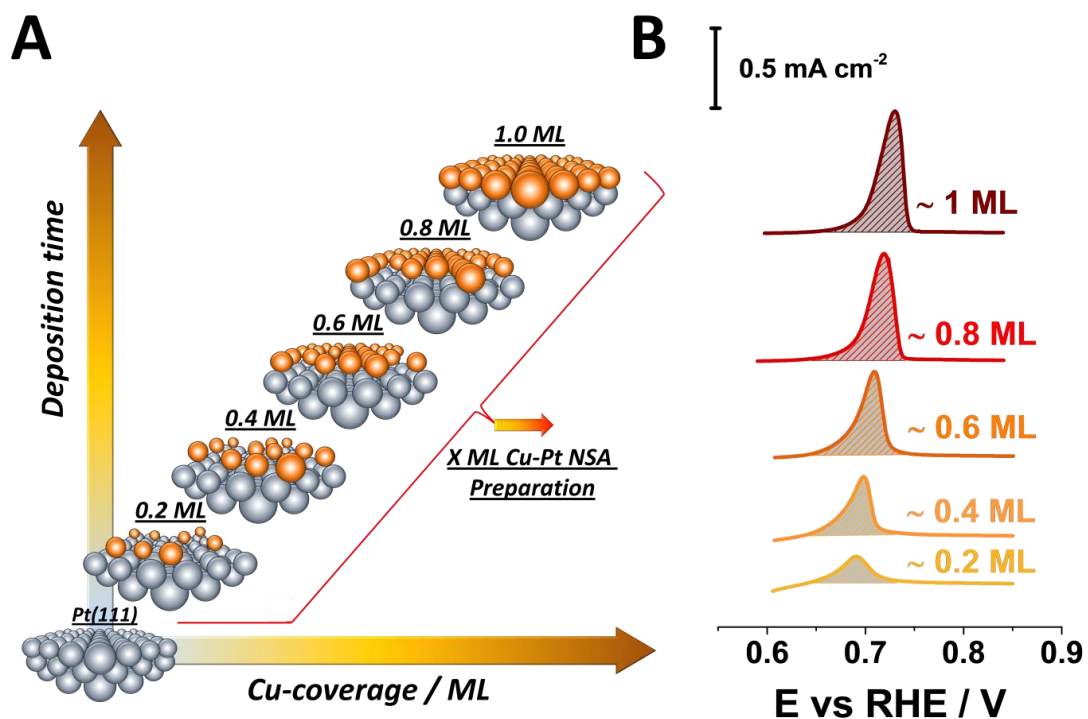 A
Deposition time
1.0 ML
0.8 ML
0.6 ML
0.4 ML
0.2 ML
Pt(111)
X ML Cu-Pt NSA
Preparation
Cu-coverage / ML
B
0.5 mA cm⁻²
~ 1 ML
~ 0.8 ML
~ 0.6 ML
~ 0.4 ML
~ 0.2 ML
0.6 0.7 0.8 0.9
E vs RHE / V